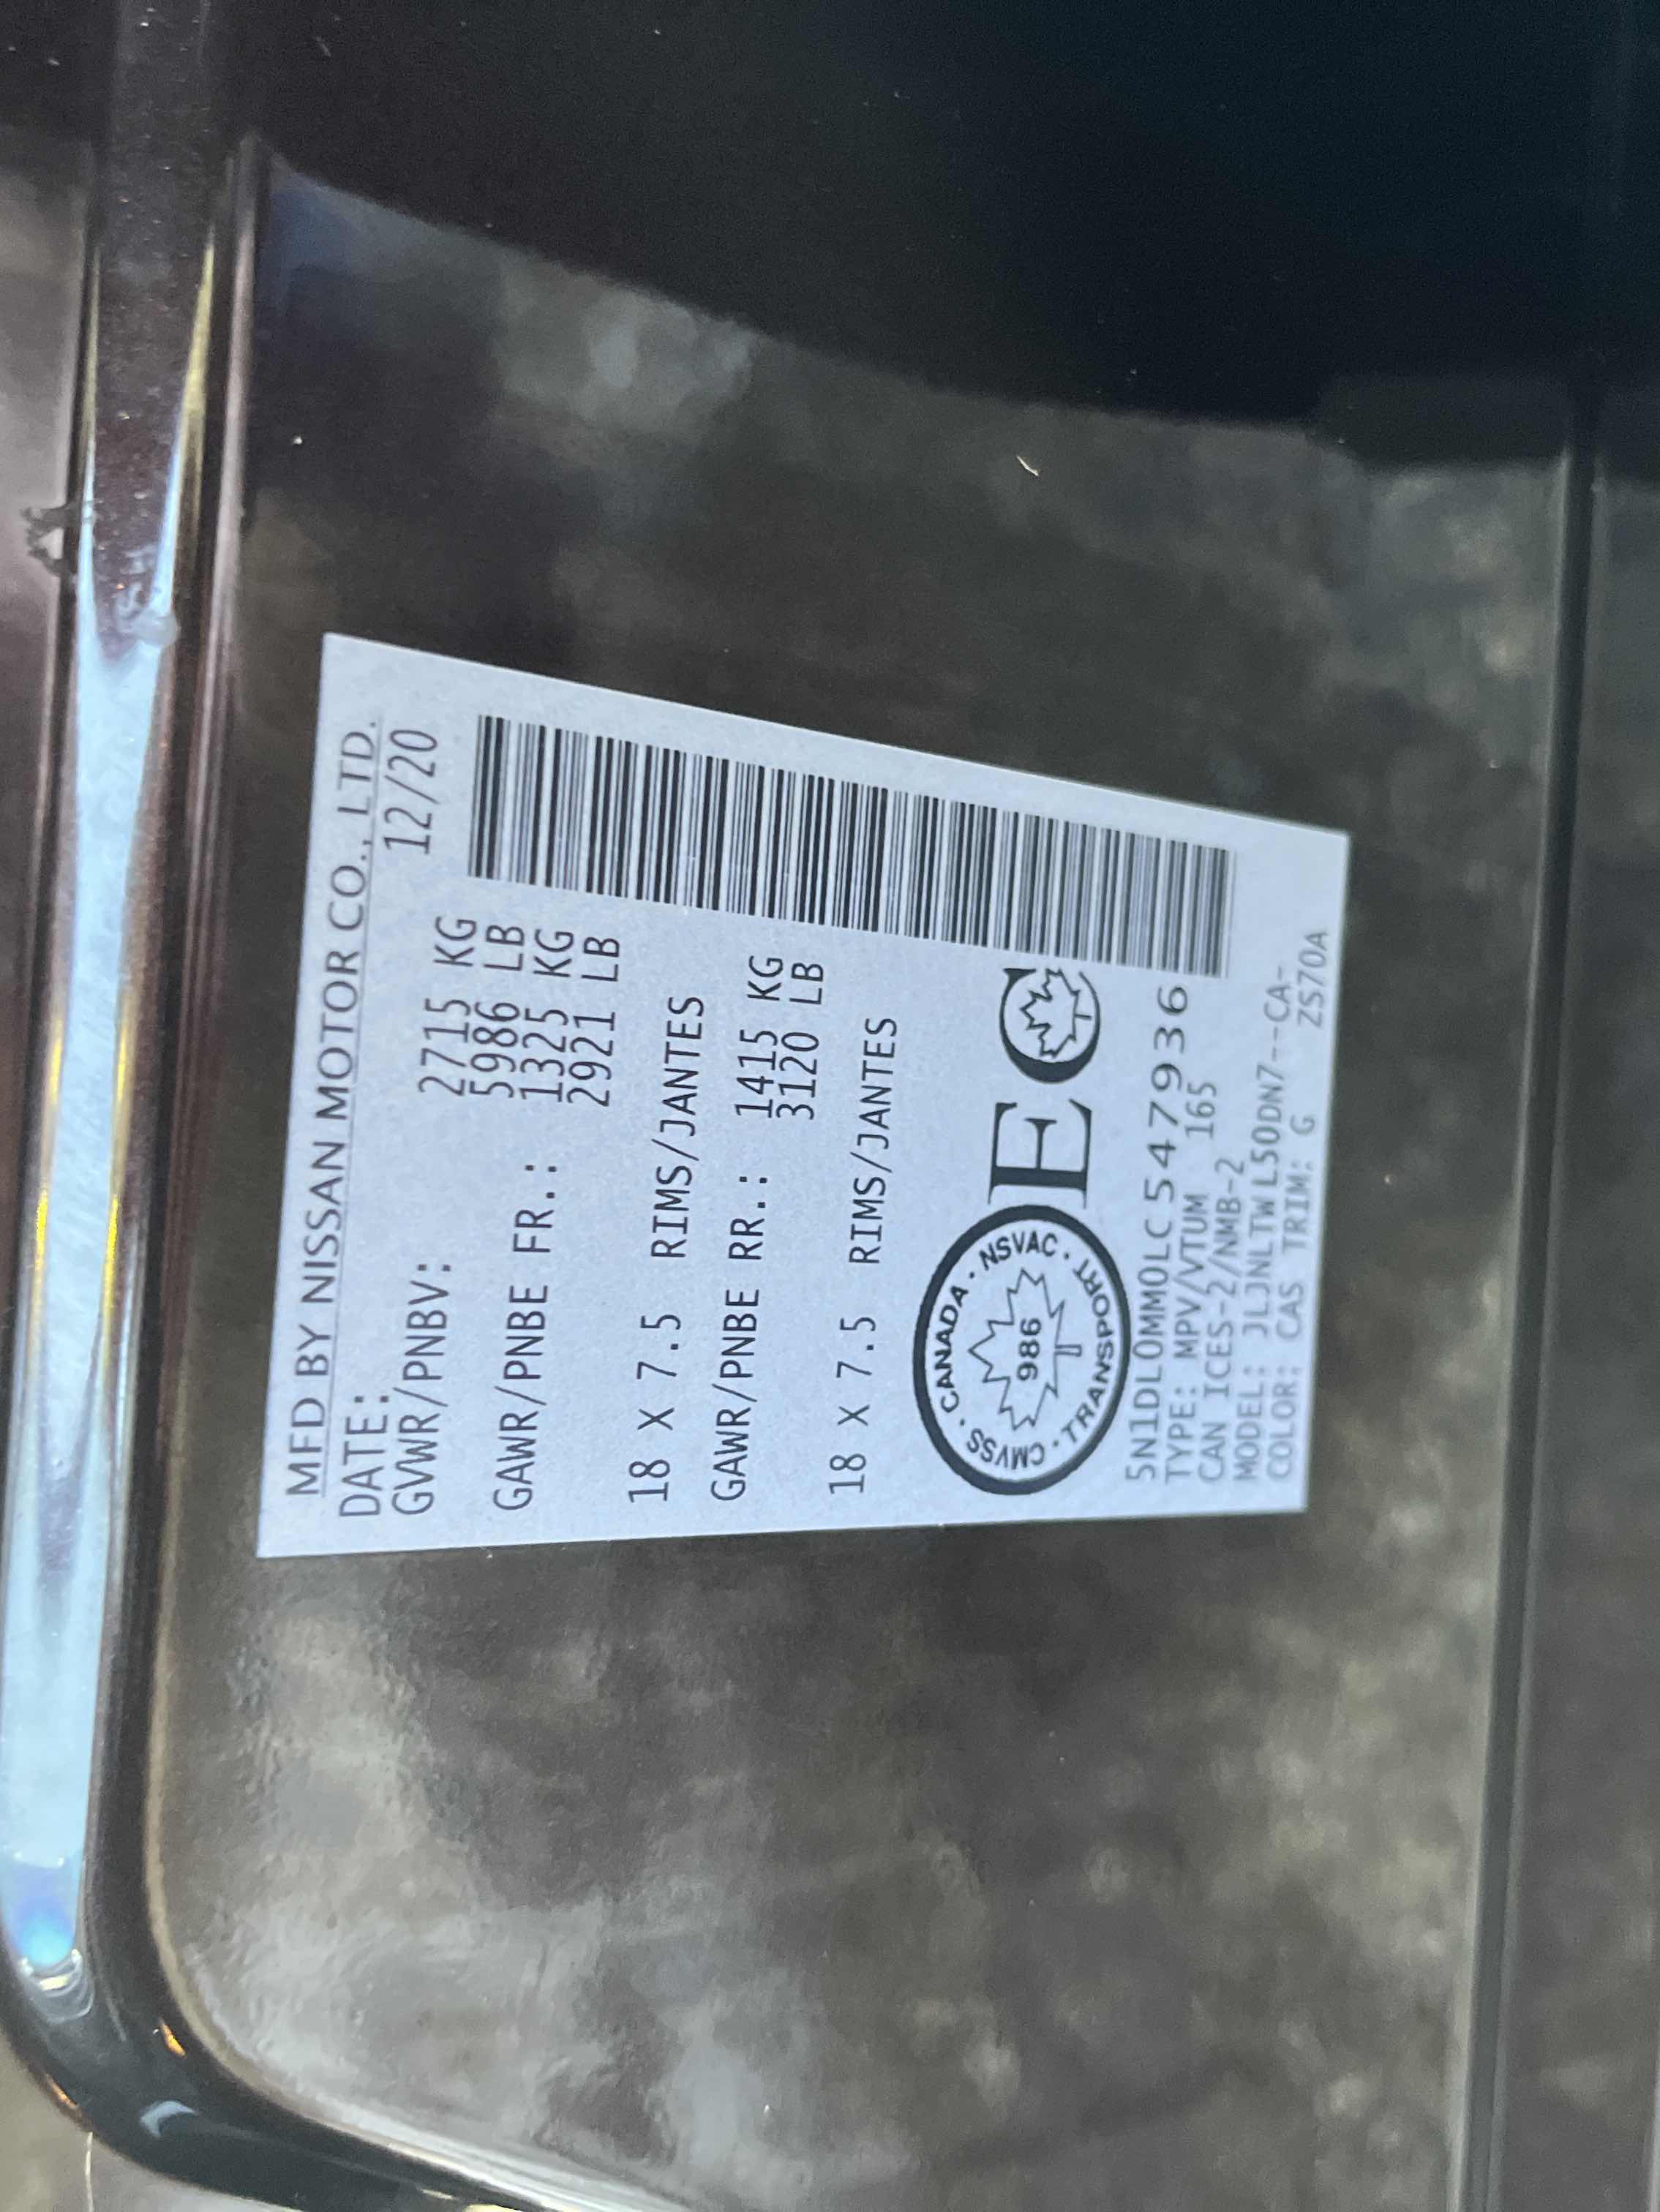 MFD BY NISSAN MOTOR CO., LTD.
DATE: 12/20
GVWR/PNBV: 2715 KG
5986 LB
GAWR/PNBE FR.: 1325 KG
2921 LB
18 X 7.5 RIMS/JANTES
GAWR/PNBE RR.: 1415 KG
3120 LB
18 X 7.5 RIMS/JANTES
CMVSS · CANADA · NSVAC · TRANSPORT ·
986
E C
5N1DL0MM0LC547936
TYPE: MPV/VTUM 165
CAN ICES-2/NMB-2
MODEL: JLJNLTWL50DN7--CA-
COLOR: CAS TRIM: G ZS70A